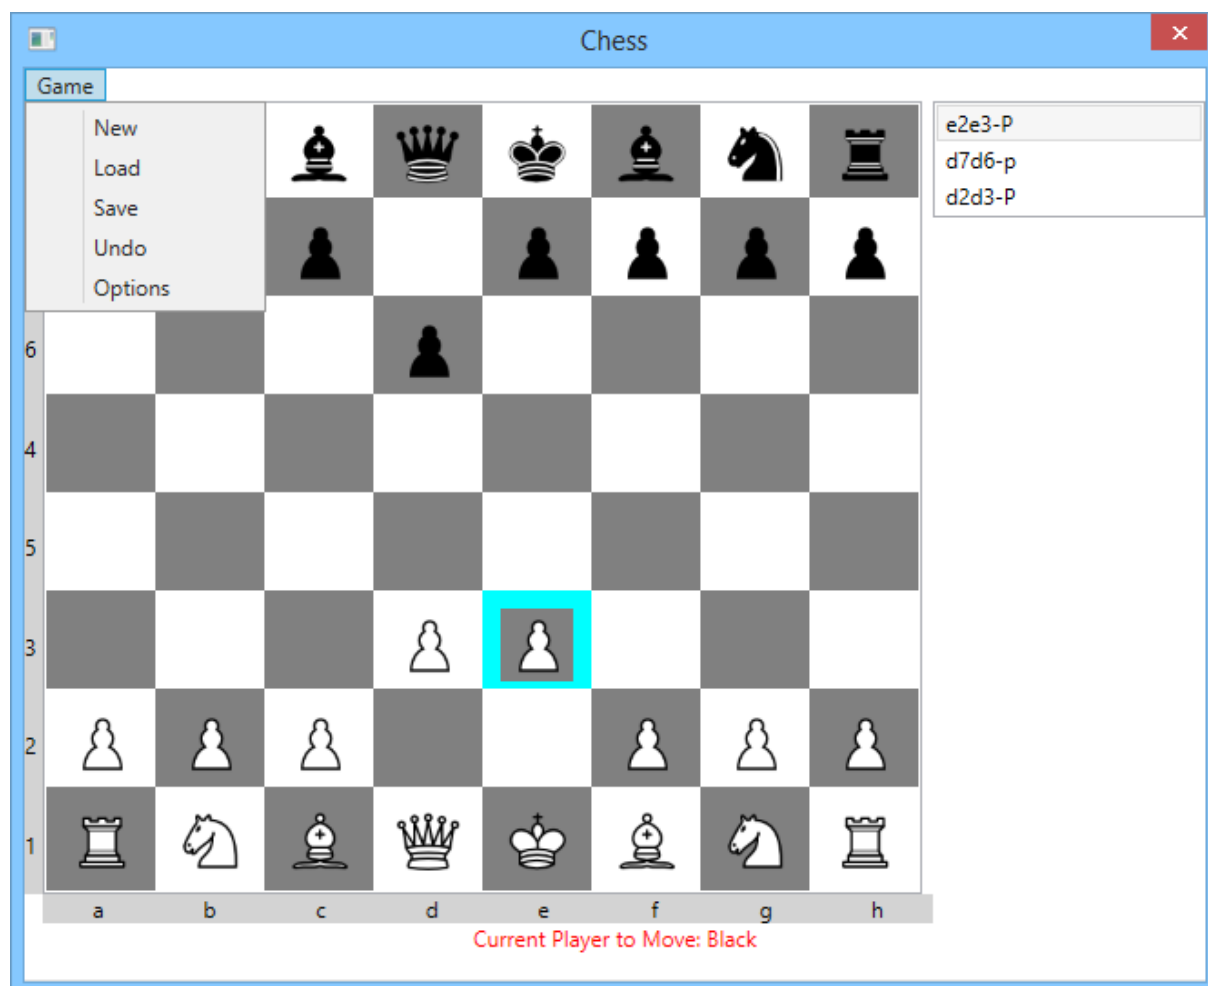 Chess
Game
New
Load
Save
Undo
Options
e2e3-P
d7d6-p
d2d3-P
6
4
5
3
2
1
a b c d e f g h
Current Player to Move: Black